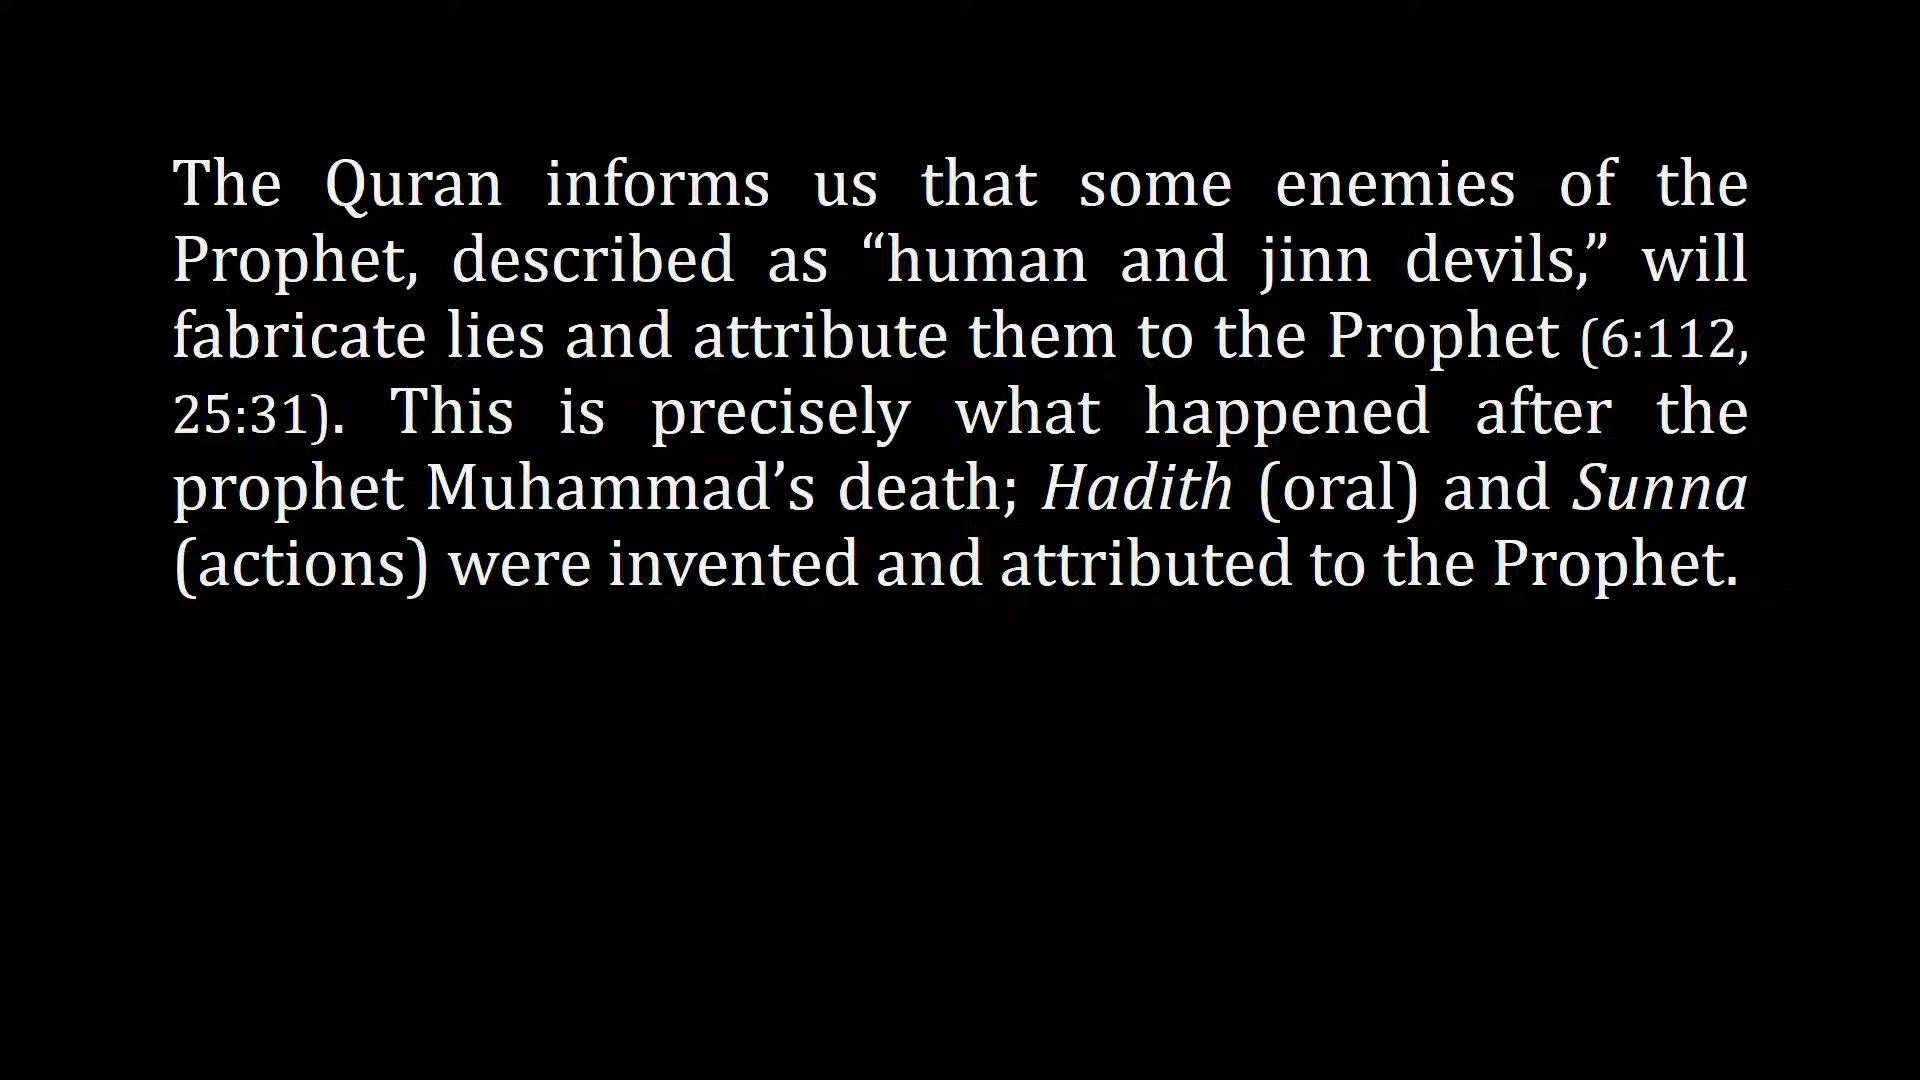 The Quran informs us that some enemies of the
Prophet, described as “human and jinn devils,” will
fabricate lies and attribute them to the Prophet (6:112,
25:31). This is precisely what happened after the
prophet Muhammad’s death; Hadith (oral) and Sunna
(actions) were invented and attributed to the Prophet.